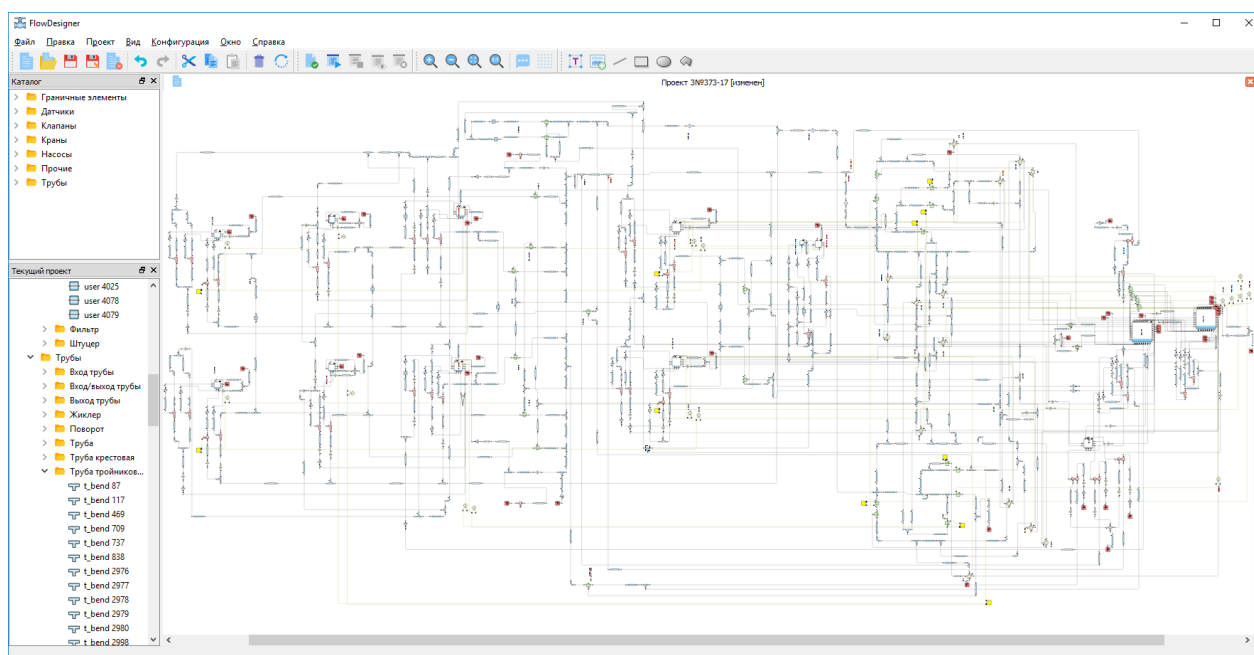 FlowDesigner
Файл Правка Проект Вид Конфигурация Окно Справка
Каталог
Граничные элементы
Датчики
Клапаны
Краны
Насосы
Прочие
Трубы
Проект ЗНº373-17 [изменен]
Текущий проект
user 4025
user 4078
user 4079
Фильтр
Штуцер
Трубы
Вход трубы
Вход/выход трубы
Выход трубы
Жиклер
Поворот
Труба
Труба крестовая
Труба тройников...
t_bend 87
t_bend 117
t_bend 469
t_bend 709
t_bend 737
t_bend 838
t_bend 2976
t_bend 2977
t_bend 2978
t_bend 2979
t_bend 2980
t_bend 2998